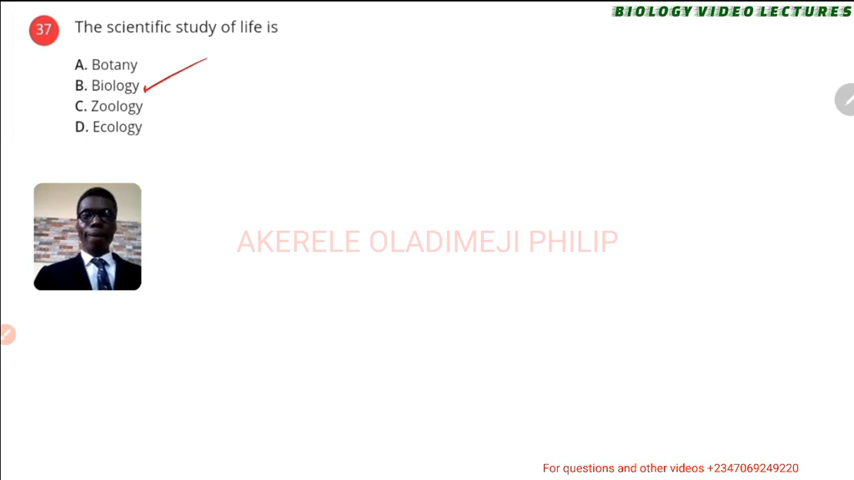 BIOLOGY VIDEO LECTURES
37 The scientific study of life is
A. Botany
B. Biology
C. Zoology
D. Ecology
AKERELE OLADIMEJI PHILIP
For questions and other videos +2347069249220